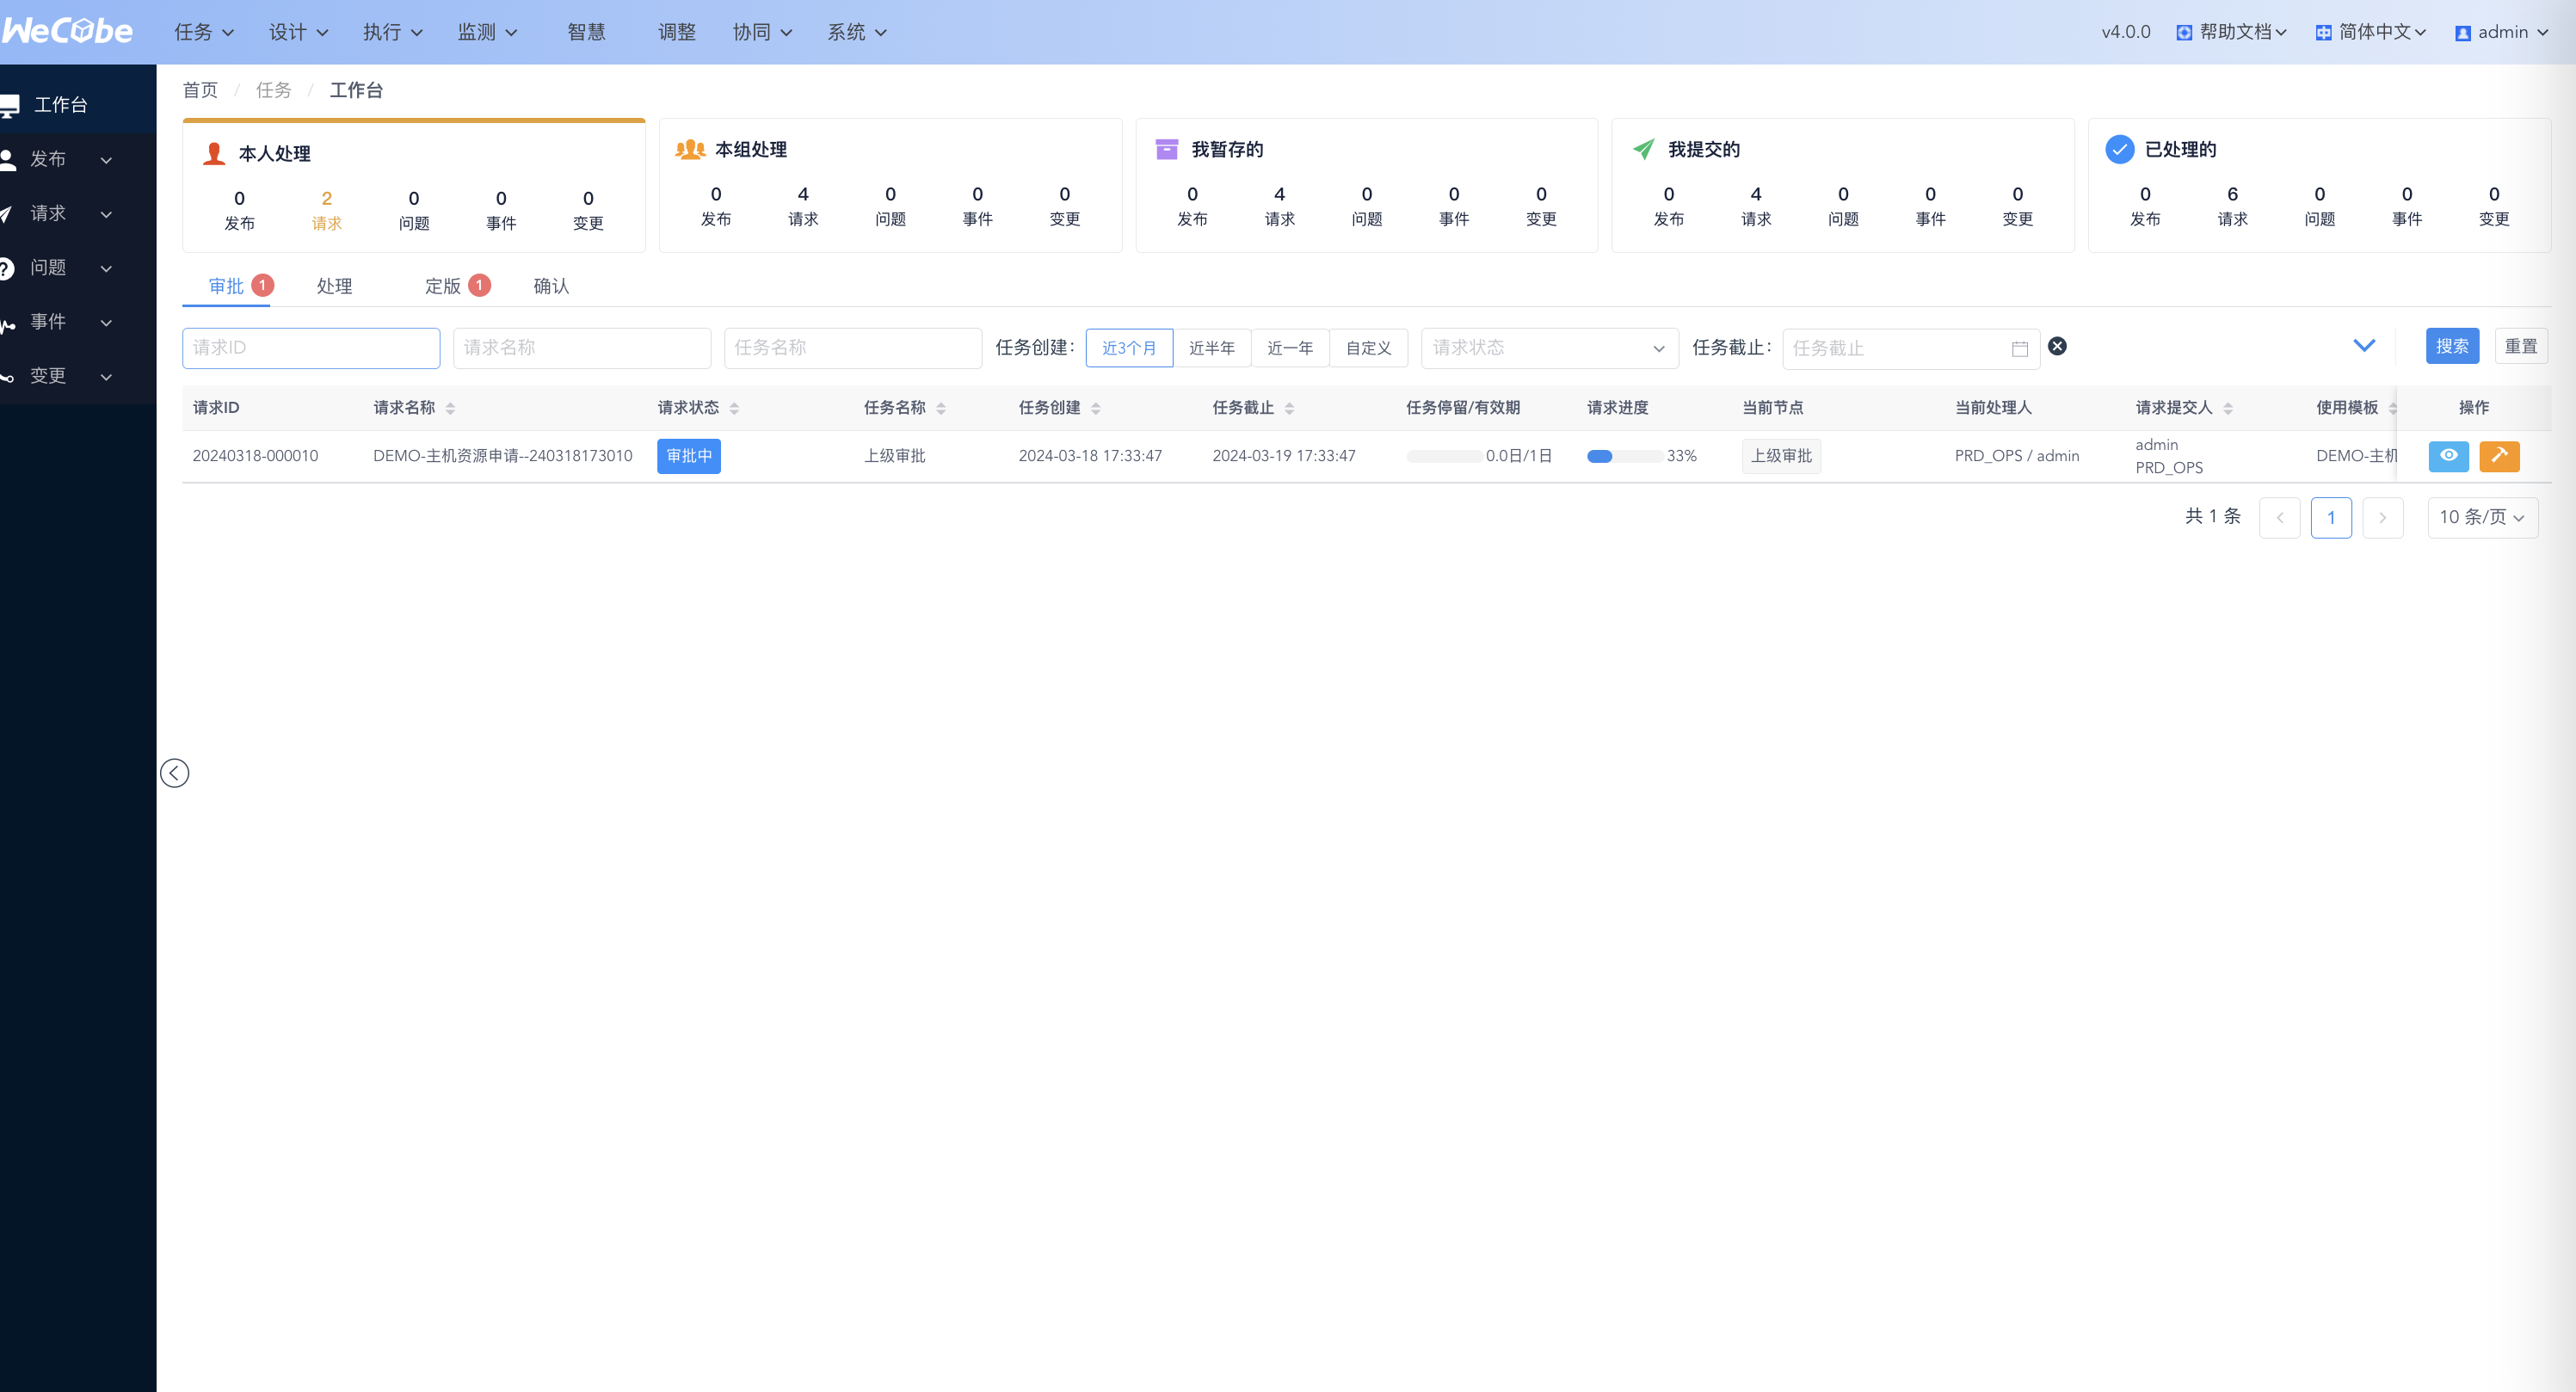 WeCube 任务 设计 执行 监测 智慧 调整 协同 系统 v4.0.0 帮助文档 简体中文 admin
工作台
发布
请求
问题
事件
变更
首页 / 任务 / 工作台
本人处理
0 2 0 0 0
发布 请求 问题 事件 变更
本组处理
0 4 0 0 0
发布 请求 问题 事件 变更
我暂存的
0 4 0 0 0
发布 请求 问题 事件 变更
我提交的
0 4 0 0 0
发布 请求 问题 事件 变更
已处理的
0 6 0 0 0
发布 请求 问题 事件 变更
审批 1 处理 定版 1 确认
请求ID 请求名称 任务名称 任务创建： 近3个月 近半年 近一年 自定义 请求状态 任务截止： 任务截止 搜索 重置
请求ID 请求名称 请求状态 任务名称 任务创建 任务截止 任务停留/有效期 请求进度 当前节点 当前处理人 请求提交人 使用模板 操作
20240318-000010 DEMO-主机资源申请--240318173010 审批中 上级审批 2024-03-18 17:33:47 2024-03-19 17:33:47 0.0日/1日 33% 上级审批 PRD_OPS / admin admin PRD_OPS DEMO-主机
共 1 条 1 10 条/页